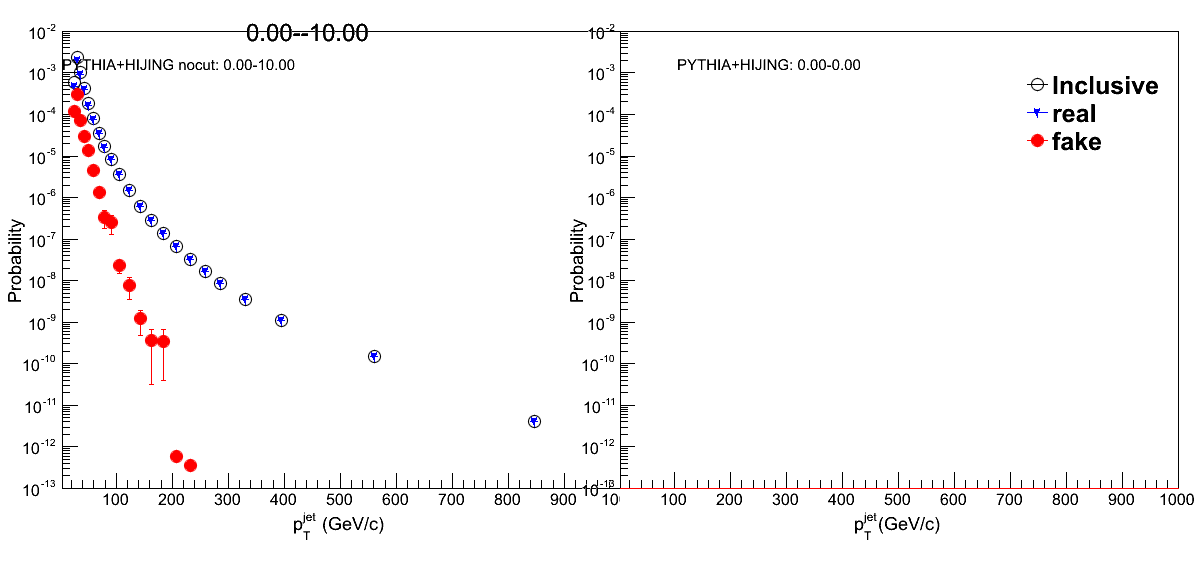 0.00--10.00
PYTHIA+HIJING nocut: 0.00-10.00
10^-2
10^-3
10^-4
10^-5
10^-6
10^-7
10^-8
10^-9
10^-10
10^-11
10^-12
10^-13
Probability
100 200 300 400 500 600 700 800 900 10
p_T^jet (GeV/c)
PYTHIA+HIJING: 0.00-0.00
Inclusive
real
fake
10^-2
10^-3
10^-4
10^-5
10^-6
10^-7
10^-8
10^-9
10^-10
10^-11
10^-12
10^-13
Probability
100 200 300 400 500 600 700 800 900 1000
p_T^jet (GeV/c)